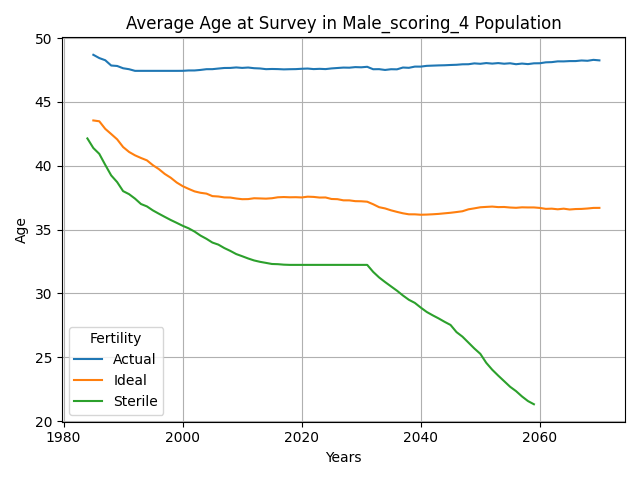 Average Age at Survey in Male_scoring_4 Population
50
45
40
35
30
25
20
Age
Fertility
Actual
Ideal
Sterile
1980 2000 2020 2040 2060
Years